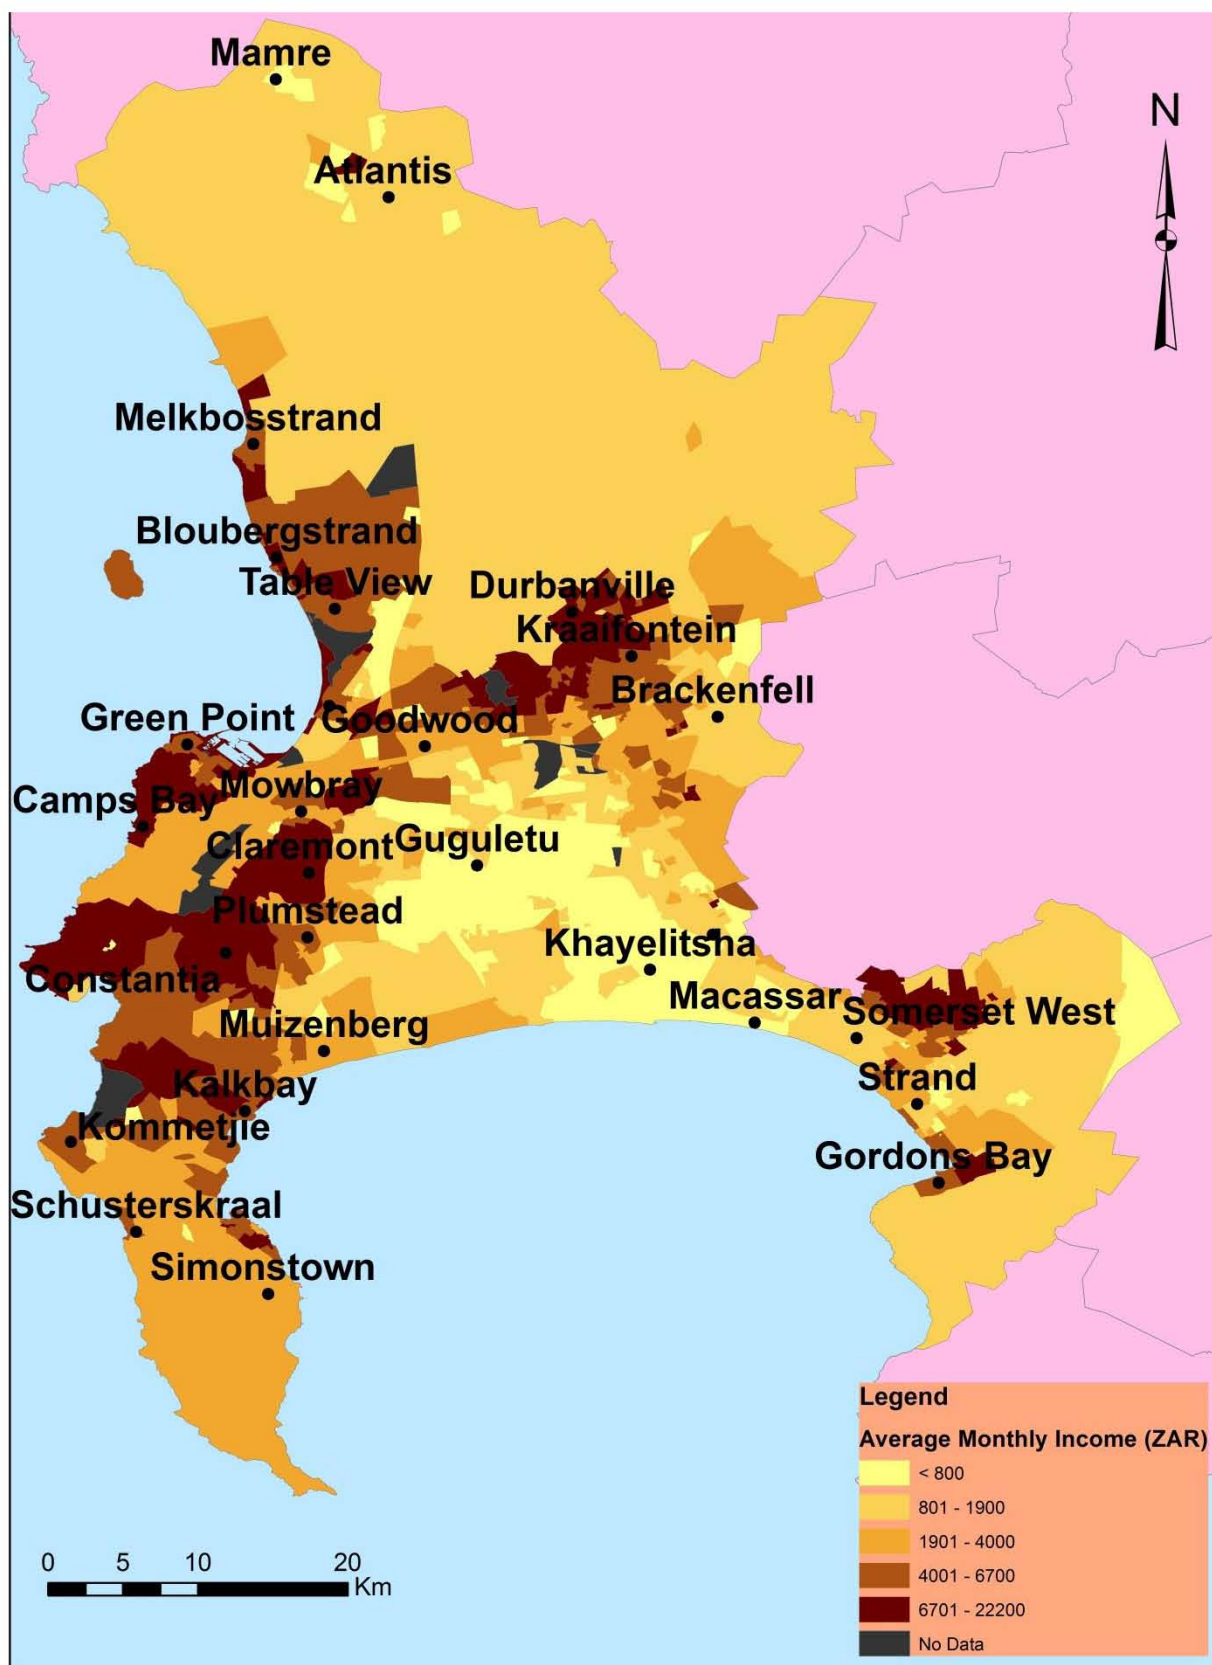 Mamre
N
Atlantis
Melkbosstrand
Bloubergstrand
Table View
Durbanville
Kraaifontein
Brackenfell
Green Point
Goodwood
Camps Bay
Mowbray
Claremont
Guguletu
Plumstead
Khayelitsha
Constantia
Macassar
Somerset West
Muizenberg
Kalkbay
Strand
Kommetjie
Gordons Bay
Schusterskraal
Simonstown
Legend
Average Monthly Income (ZAR)
< 800
801 - 1900
1901 - 4000
4001 - 6700
6701 - 22200
No Data
0 5 10 20
Km